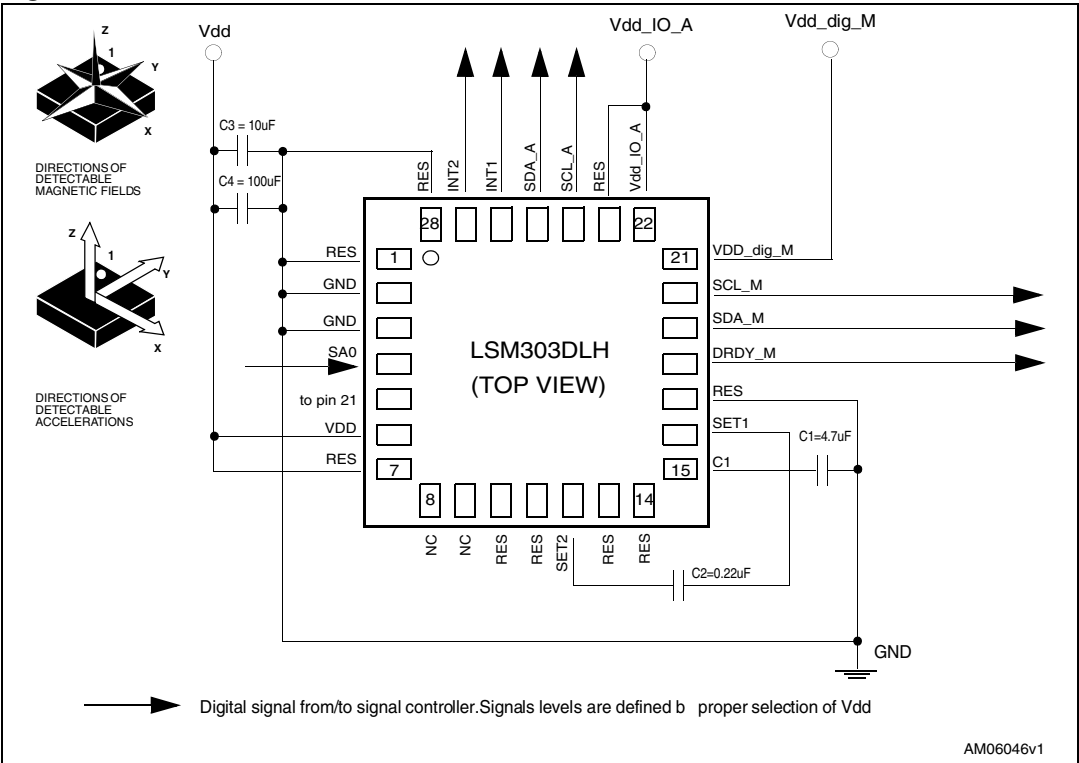 Vdd
Vdd_IO_A
Vdd_dig_M
Z
1
Y
X
DIRECTIONS OF
DETECTABLE
MAGNETIC FIELDS
Z
1
Y
X
DIRECTIONS OF
DETECTABLE
ACCELERATIONS
C3 = 10uF
C4 = 100uF
RES
INT2
INT1
SDA_A
SCL_A
RES
Vdd_IO_A
28
22
RES
1
GND
GND
SA0
to pin 21
VDD
RES
7
LSM303DLH
(TOP VIEW)
21
VDD_dig_M
SCL_M
SDA_M
DRDY_M
RES
SET1
C1=4.7uF
15
C1
8
14
NC
NC
RES
RES
SET2
RES
RES
C2=0.22uF
GND
Digital signal from/to signal controller.Signals levels are defined b proper selection of Vdd
AM06046v1